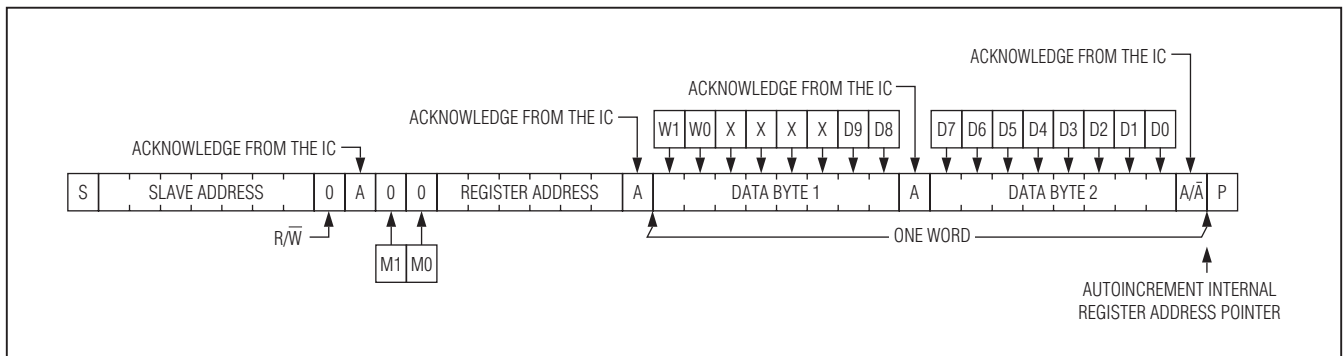 ACKNOWLEDGE FROM THE IC
ACKNOWLEDGE FROM THE IC
ACKNOWLEDGE FROM THE IC
W1 W0 X X X X D9 D8 D7 D6 D5 D4 D3 D2 D1 D0
ACKNOWLEDGE FROM THE IC
S SLAVE ADDRESS 0 A 0 0 REGISTER ADDRESS A DATA BYTE 1 A DATA BYTE 2 A/A̅ P
R/W̅
ONE WORD
M1 M0
AUTOINCREMENT INTERNAL
REGISTER ADDRESS POINTER